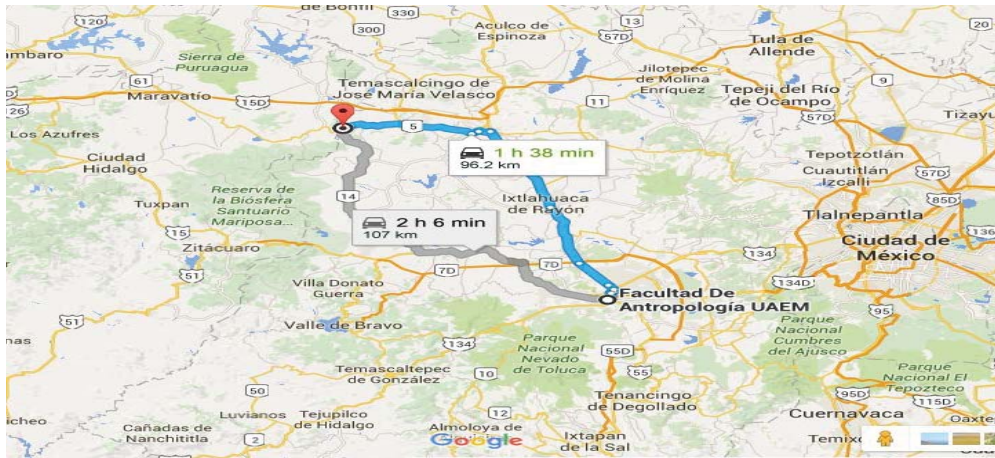 de Bonfil
330
120
300
Aculco de
Espinoza
13
57D
20
Tula de
Allende
Sierra de
Puruagua
Jilotepec
de Molina
Enríquez
Tepeji del Río
de Ocampo
9
61
Maravatío
15D
Temascalcingo de
José María Velasco
11
57D
Tizayu
26
Los Azufres
5
1 h 38 min
96.2 km
Tepotzotlán
57D
Cuautitlán
Izcalli
Ciudad
Hidalgo
Reserva de
la Biósfera
Santuario
Mariposa...
14
Ixtlahuaca
de Rayón
85D
Tuxpan
Tlalnepantla
15
Zitácuaro
2 h 6 min
107 km
134
136
Ciudad de
México
51
7D
7D
134D
Villa Donato
Guerra
Facultad De
Antropología UAEM
95
51
Valle de Bravo
134
Parque
Nacional
Nevado
de Toluca
55D
Parque
Nacional
Cumbres
del Ajusco
nas
Temascaltepec
de González
10
55
Parque
Nacional El
Tepozteco
50
Tenancingo
de Degollado
95D
115D
icheo
Cañadas de
Nanchititla
Luvianos
Tejupilco
de Hidalgo
2
12
Almoloya de
Google
Ixtapan
de la Sal
Cuernavaca
Oaxte
Temix